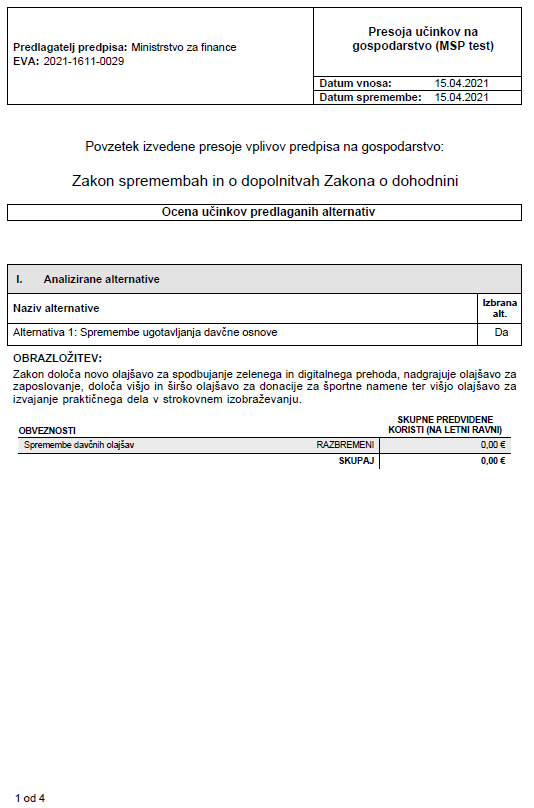 Predlagatelj predpisa: Ministrstvo za finance
EVA: 2021-1611-0029
Presoja učinkov na
gospodarstvo (MSP test)
Datum vnosa: 15.04.2021
Datum spremembe: 15.04.2021
Povzetek izvedene presoje vplivov predpisa na gospodarstvo:
Zakon spremembah in o dopolnitvah Zakona o dohodnini
Ocena učinkov predlaganih alternativ
I. Analizirane alternative
Naziv alternative
Izbrana
alt.
Alternativa 1: Spremembe ugotavljanja davčne osnove Da
OBRAZLOŽITEV:
Zakon določa novo olajšavo za spodbujanje zelenega in digitalnega prehoda, nadgrajuje olajšavo za
zaposlovanje, določa višjo in širšo olajšavo za donacije za športne namene ter višjo olajšavo za
izvajanje praktičnega dela v strokovnem izobraževanju.
OBVEZNOSTI
SKUPNE PREDVIDENE
KORISTI (NA LETNI RAVNI)
Spremembe davčnih olajšav RAZBREMENI 0,00 €
SKUPAJ 0,00 €
1 od 4